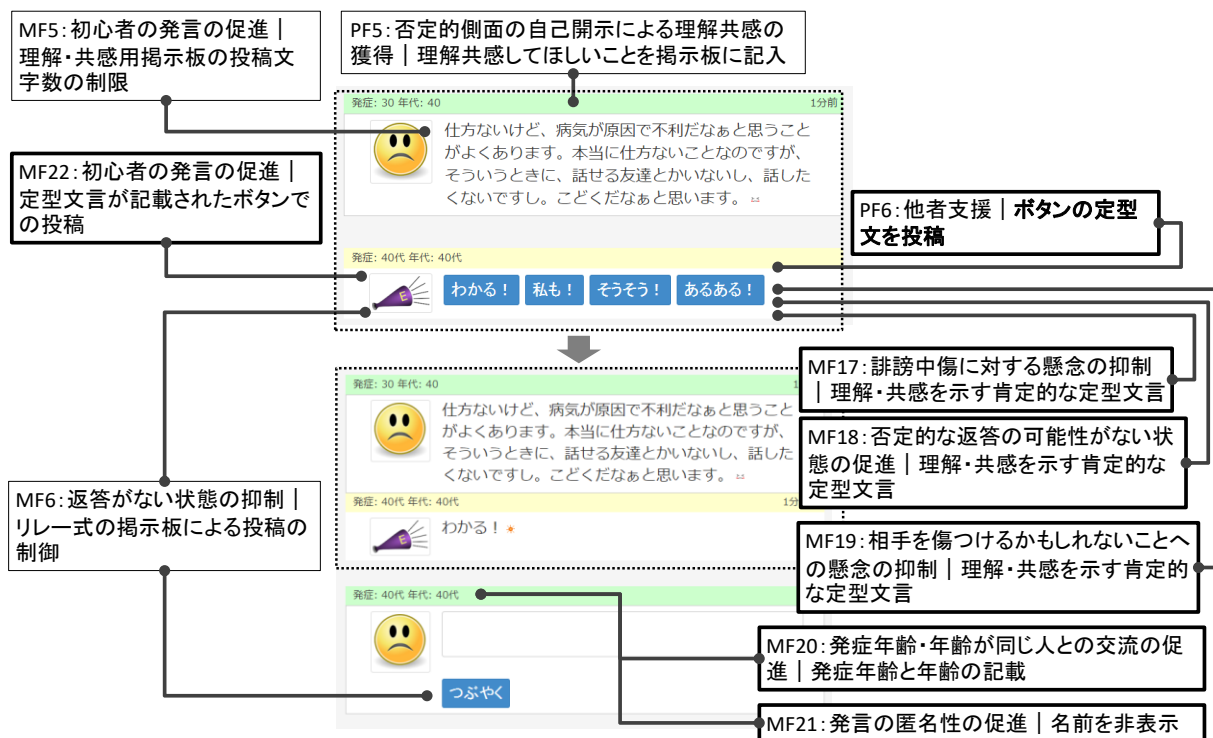 MF5：初心者の発言の促進｜
理解・共感用掲示板の投稿文
字数の制限
PF5：否定的側面の自己開示による理解共感の
獲得｜理解共感してほしいことを掲示板に記入
発症: 30 年代: 40
1分前
仕方ないけど、病気が原因で不利だなぁと思うこと
がよくあります。本当に仕方ないことなのですが、
そういうときに、話せる友達とかいないし、話した
くないですし。こどくだなぁと思います。
MF22：初心者の発言の促進｜
定型文言が記載されたボタンで
の投稿
PF6：他者支援｜ボタンの定型
文を投稿
発症: 40代 年代: 40代
E
わかる！
私も！
そうそう！
あるある！
MF17：誹謗中傷に対する懸念の抑制
｜理解・共感を示す肯定的な定型文言
発症: 30 年代: 40
1
仕方ないけど、病気が原因で不利だなぁと思うこと
がよくあります。本当に仕方ないことなのですが、
そういうときに、話せる友達とかいないし、話した
くないですし。こどくだなぁと思います。
MF18：否定的な返答の可能性がない状
態の促進｜理解・共感を示す肯定的な
定型文言
MF6：返答がない状態の抑制｜
リレー式の掲示板による投稿の
制御
発症: 40代 年代: 40代
1分
E
わかる！
MF19：相手を傷つけるかもしれないことへ
の懸念の抑制｜理解・共感を示す肯定的
な定型文言
発症: 40代 年代: 40代
MF20：発症年齢・年齢が同じ人との交流の促
進｜発症年齢と年齢の記載
つぶやく
MF21：発言の匿名性の促進｜名前を非表示